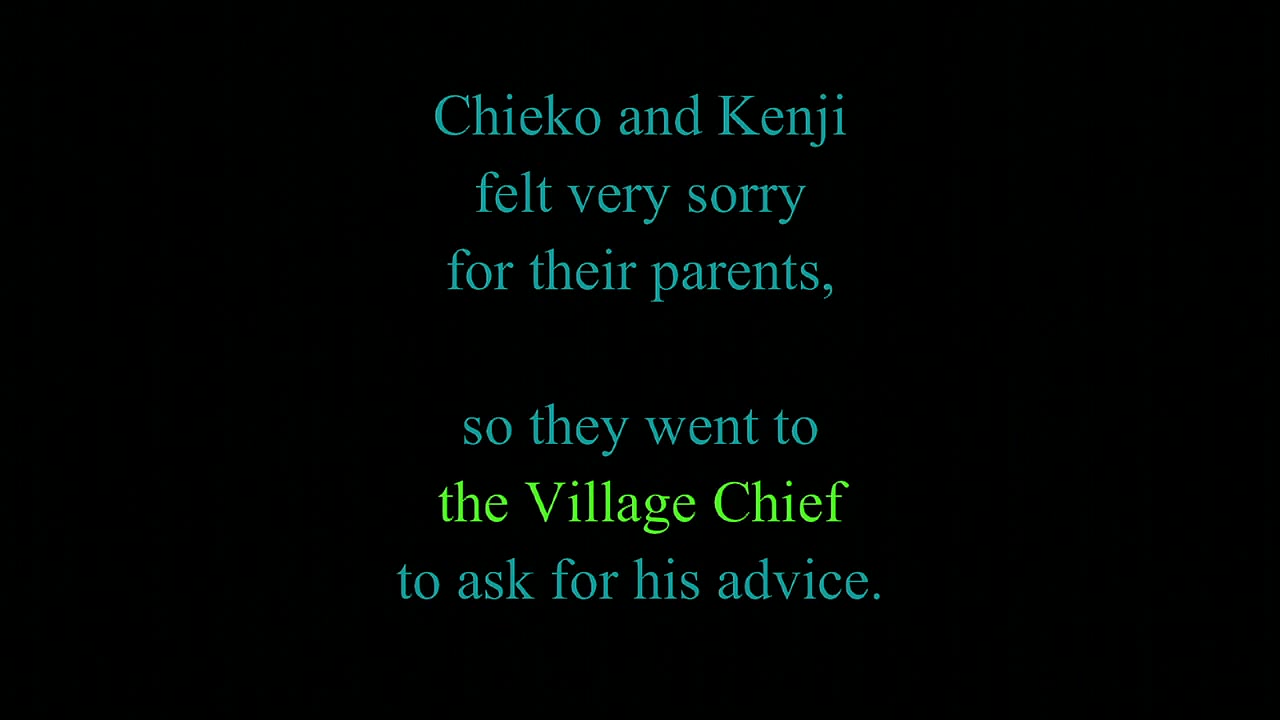 Chieko and Kenji
felt very sorry
for their parents,
so they went to
the Village Chief
to ask for his advice.